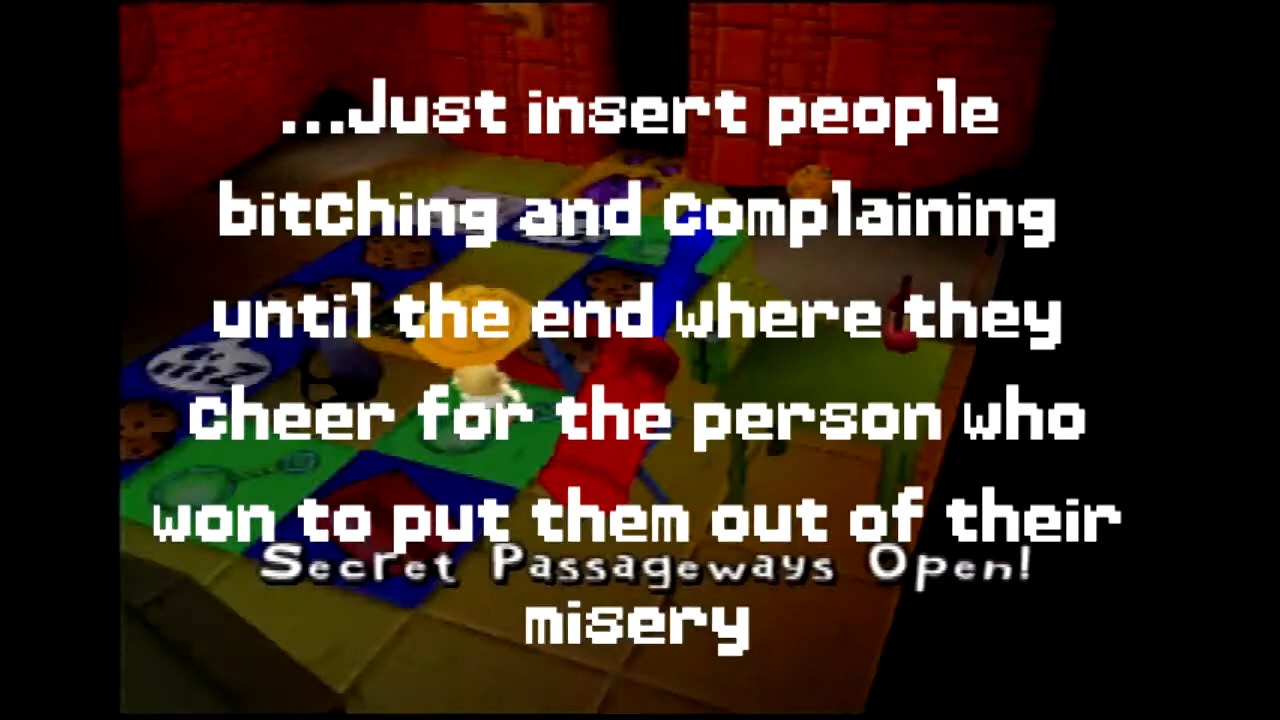 ...Just insert people
bitching and complaining
until the end where they
cheer for the person who
won to put them out of their
Secret Passageways Open!
misery